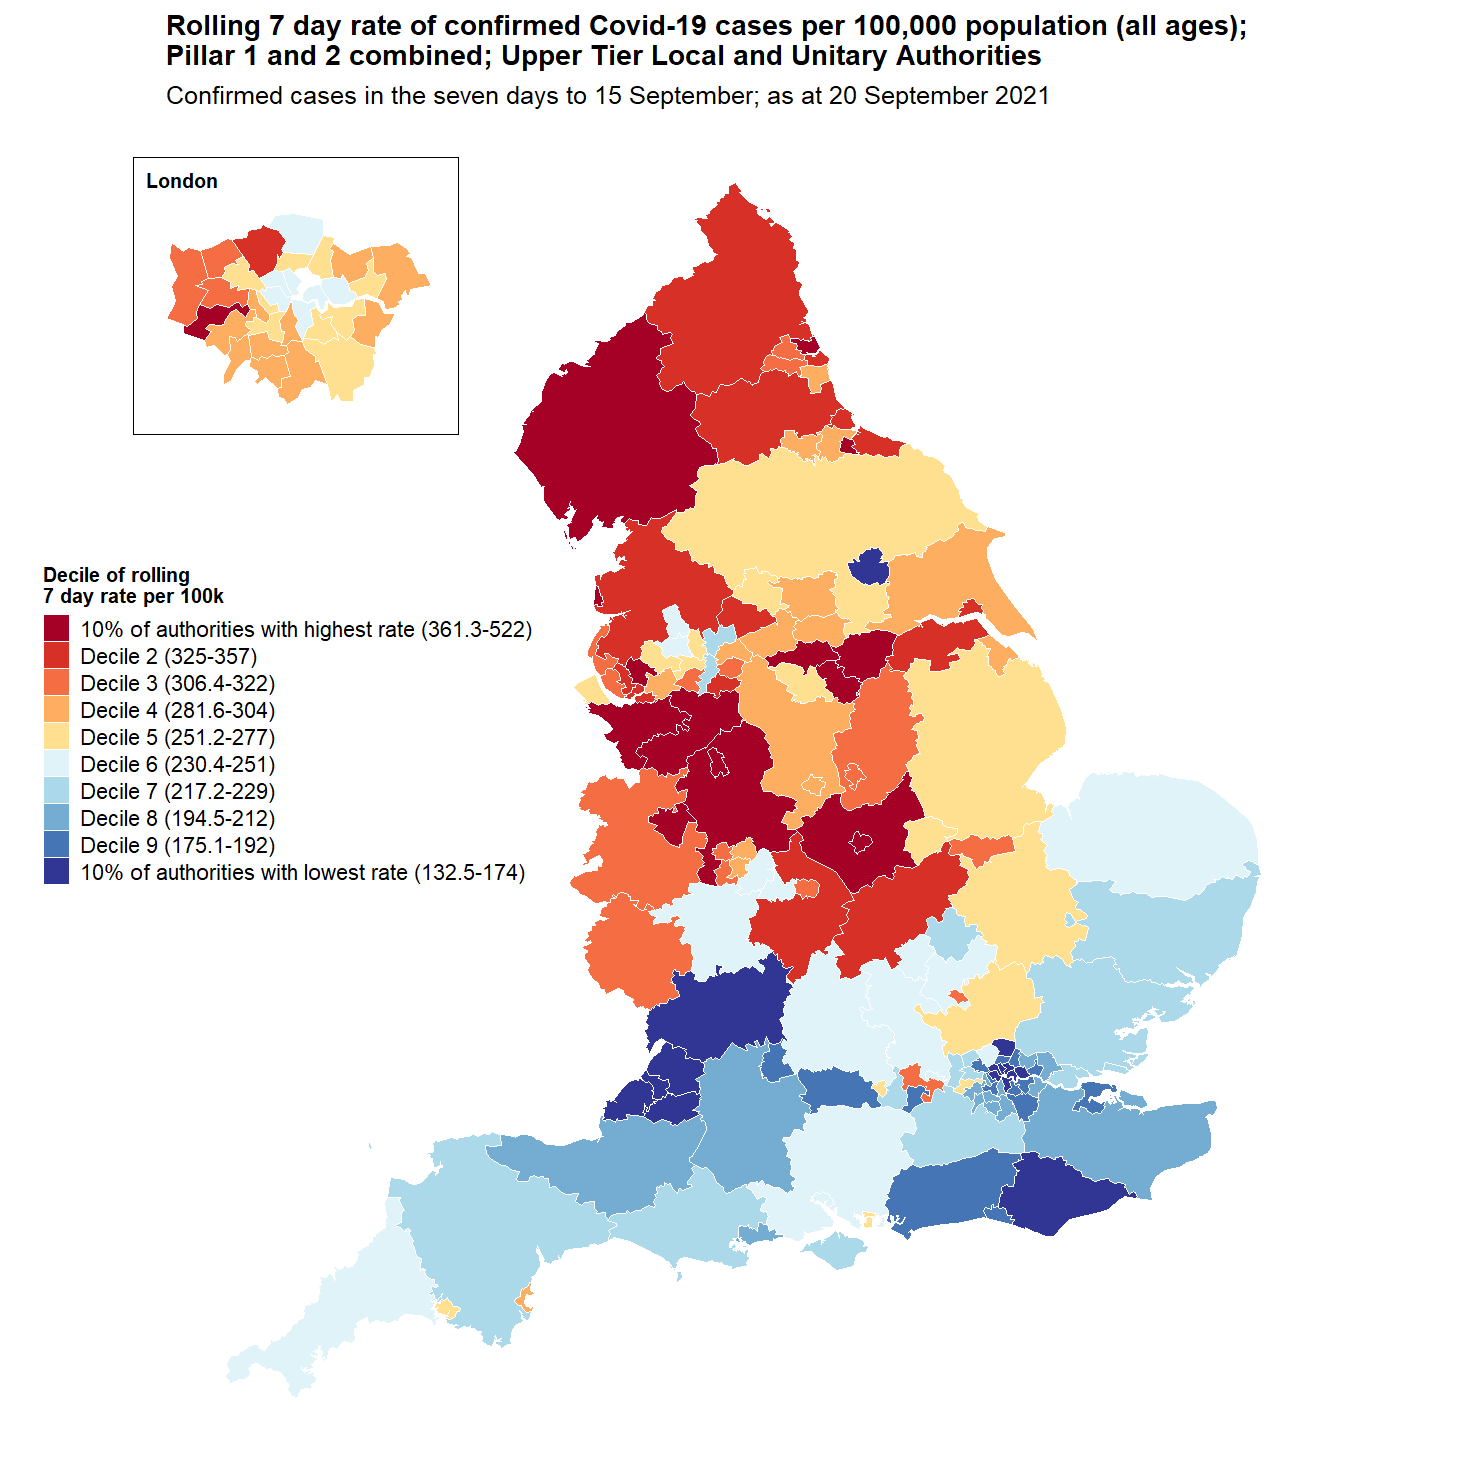 Rolling 7 day rate of confirmed Covid-19 cases per 100,000 population (all ages);
Pillar 1 and 2 combined; Upper Tier Local and Unitary Authorities
Confirmed cases in the seven days to 15 September; as at 20 September 2021
London
Decile of rolling
7 day rate per 100k
10% of authorities with highest rate (361.3-522)
Decile 2 (325-357)
Decile 3 (306.4-322)
Decile 4 (281.6-304)
Decile 5 (251.2-277)
Decile 6 (230.4-251)
Decile 7 (217.2-229)
Decile 8 (194.5-212)
Decile 9 (175.1-192)
10% of authorities with lowest rate (132.5-174)